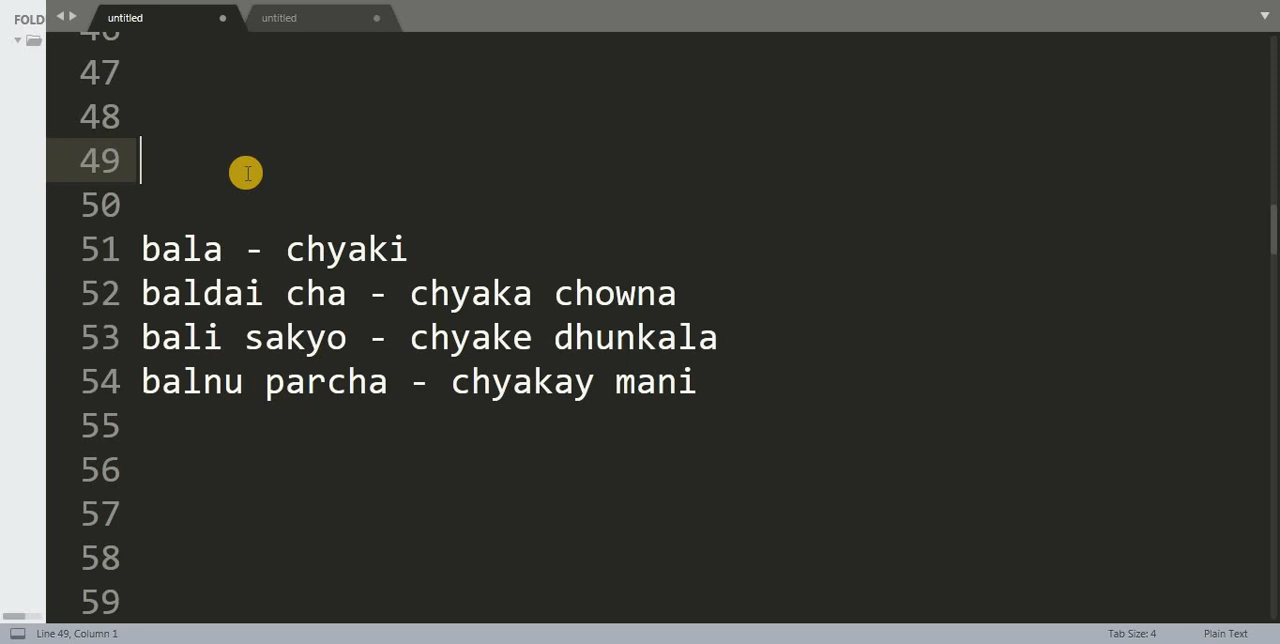 FOLD
untitled
untitled
46
47
48
49
50
51 bala - chyaki
52 baldai cha - chyaka chowna
53 bali sakyo - chyake dhunkala
54 balnu parcha - chyakay mani
55
56
57
58
59
Line 49, Column 1
Tab Size: 4
Plain Text